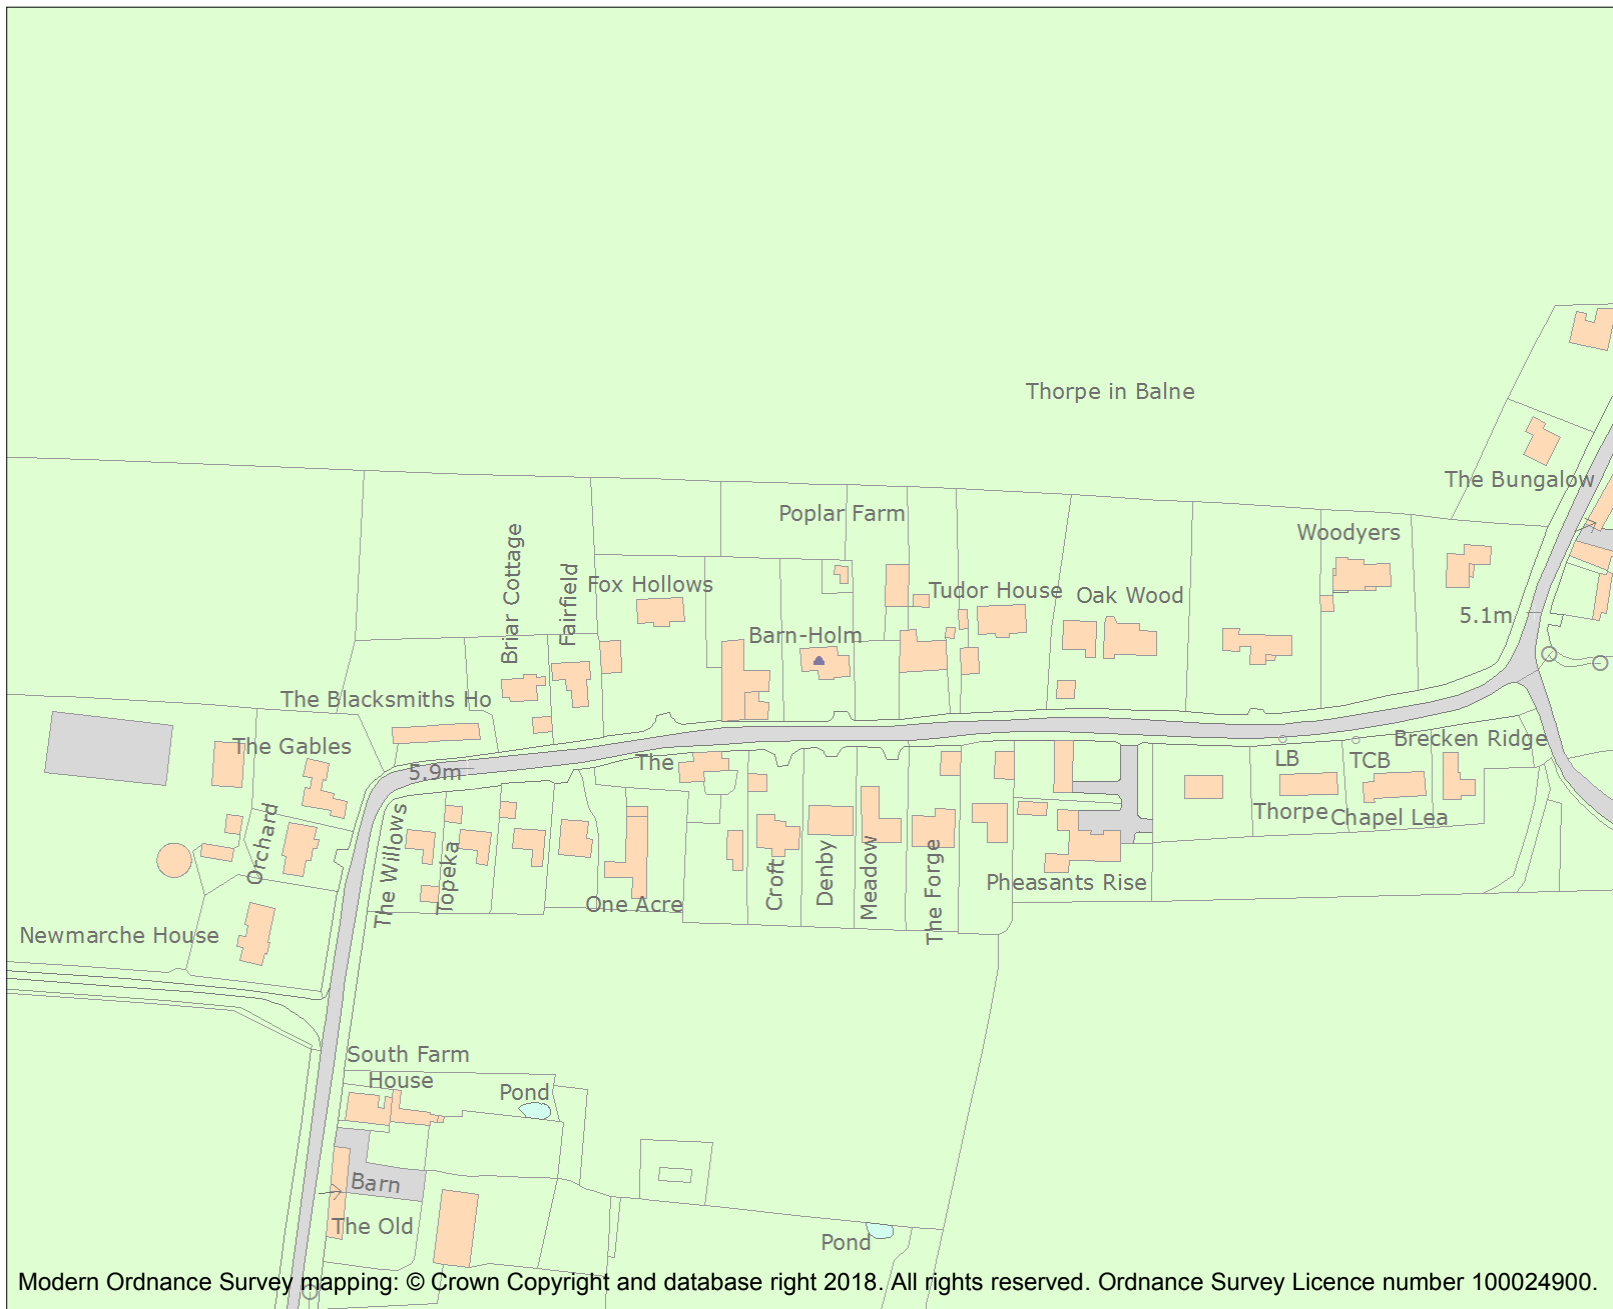 Thorpe in Balne
The Bungalow
Poplar Farm
Woodyers
Briar Cottage
Fairfield
Fox Hollows
Tudor House
Oak Wood
5.1m
Barn-Holm
The Blacksmiths Ho
The Gables
Brecken Ridge
LB
TCB
The
5.9m
Thorpe
Chapel Lea
Orchard
The Willows
Topeka
One Acre
Croft
Denby
Meadow
The Forge
Pheasants Rise
Newmarche House
South Farm
House
Pond
Barn
The Old
Pond
Modern Ordnance Survey mapping: © Crown Copyright and database right 2018. All rights reserved. Ordnance Survey Licence number 100024900.